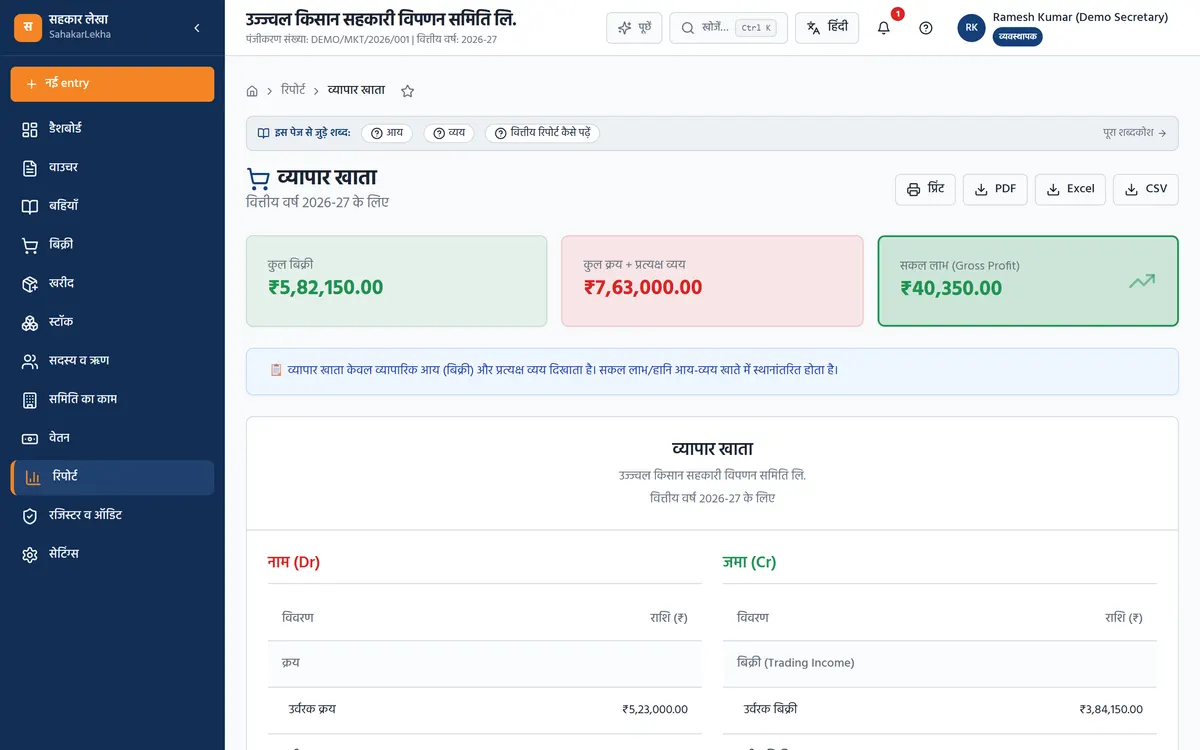 स
सहकार लेखा
SahakarLekha
नई entry
डैशबोर्ड
वाउचर
बहियाँ
बिक्री
खरीद
स्टॉक
सदस्य व ऋण
समिति का काम
वेतन
रिपोर्ट
रजिस्टर व ऑडिट
सेटिंग्स
उज्ज्वल किसान सहकारी विपणन समिति लि.
पंजीकरण संख्या: DEMO/MKT/2026/001 | वित्तीय वर्ष: 2026-27
पूछें
खोजें... Ctrl K
हिंदी
1
RK
Ramesh Kumar (Demo Secretary)
व्यवस्थापक
रिपोर्ट > व्यापार खाता
इस पेज से जुड़े शब्द: आय व्यय वित्तीय रिपोर्ट कैसे पढ़ें पूरा शब्दकोश →
व्यापार खाता
वित्तीय वर्ष 2026-27 के लिए
प्रिंट PDF Excel CSV
कुल बिक्री
₹5,82,150.00
कुल क्रय + प्रत्यक्ष व्यय
₹7,63,000.00
सकल लाभ (Gross Profit)
₹40,350.00
व्यापार खाता केवल व्यापारिक आय (बिक्री) और प्रत्यक्ष व्यय दिखाता है। सकल लाभ/हानि आय-व्यय खाते में स्थानांतरित होता है।
व्यापार खाता
उज्ज्वल किसान सहकारी विपणन समिति लि.
वित्तीय वर्ष 2026-27 के लिए
नाम (Dr)
विवरण राशि (₹)
क्रय
उर्वरक क्रय ₹5,23,000.00
जमा (Cr)
विवरण राशि (₹)
बिक्री (Trading Income)
उर्वरक बिक्री ₹3,84,150.00